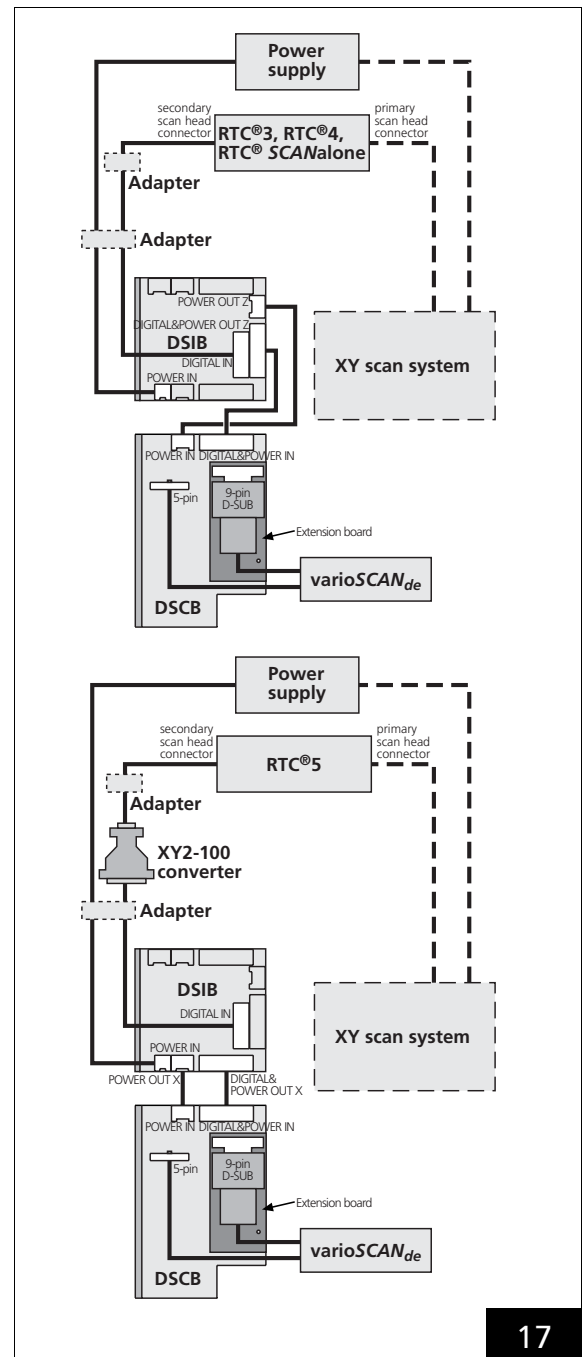 Power
supply
secondary
scan head
connector
primary
scan head
connector
RTC®3, RTC®4,
RTC® SCANalone
Adapter
Adapter
POWER OUT Z
DIGITAL&POWER OUT Z
DSIB
DIGITAL IN
POWER IN
XY scan system
POWER IN
DIGITAL&POWER IN
5-pin
9-pin
D-SUB
Extension board
varioSCANde
DSCB
Power
supply
secondary
scan head
connector
primary
scan head
connector
RTC®5
Adapter
XY2-100
converter
Adapter
DSIB
DIGITAL IN
POWER IN
POWER OUT X
DIGITAL&
POWER OUT X
XY scan system
POWER IN
DIGITAL&POWER IN
5-pin
9-pin
D-SUB
Extension board
varioSCANde
DSCB
17